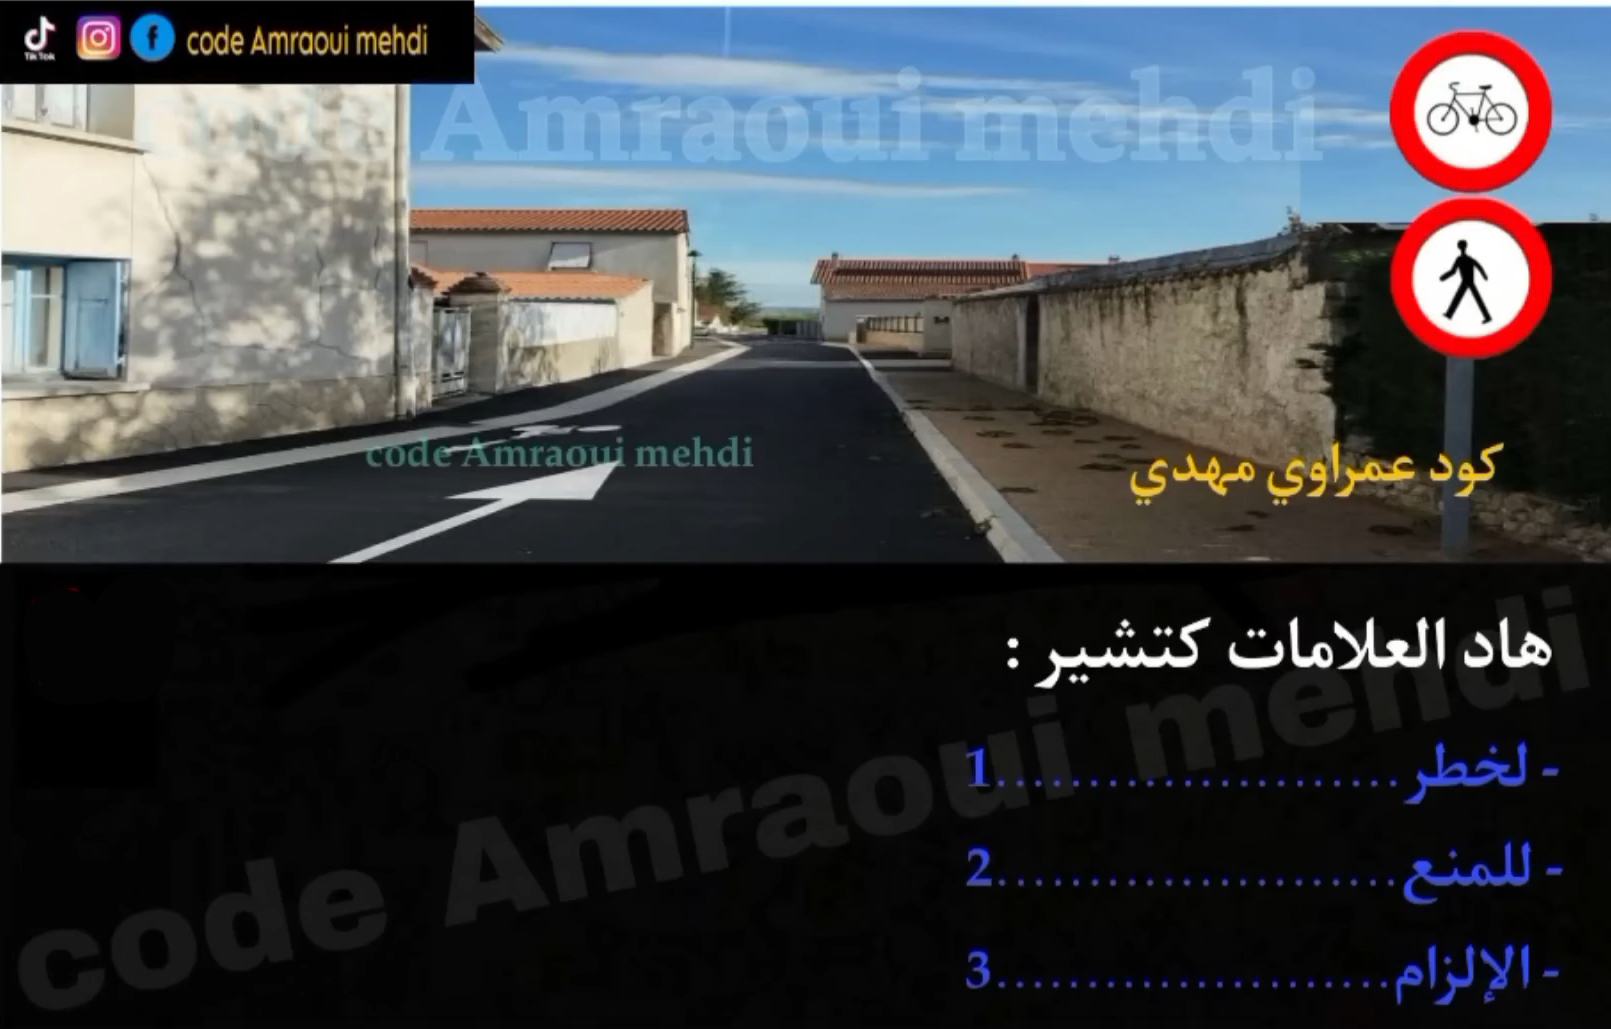 TikTok
code Amraoui mehdi
code Amraoui mehdi
code Amraoui mehdi
كود عمراوي مهدي
هاد العلامات كتشير :
- لخطر......................1
- للمنع......................2
- الإلزام......................3
code Amraoui mehdi